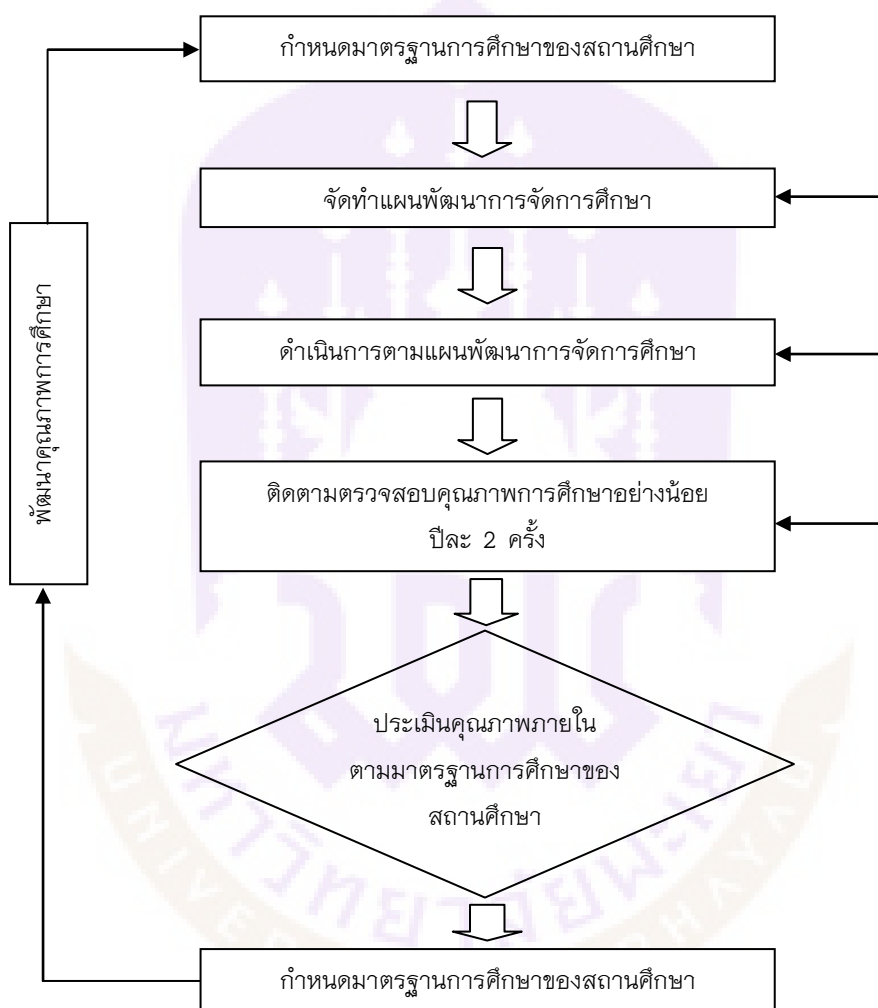 กำหนดมาตรฐานการศึกษาของสถานศึกษา
จัดทำแผนพัฒนาการจัดการศึกษา
พัฒนาคุณภาพการศึกษา
ดำเนินการตามแผนพัฒนาการจัดการศึกษา
ติดตามตรวจสอบคุณภาพการศึกษาอย่างน้อย
ปีละ 2 ครั้ง
ประเมินคุณภาพภายใน
ตามมาตรฐานการศึกษาของ
สถานศึกษา
กำหนดมาตรฐานการศึกษาของสถานศึกษา